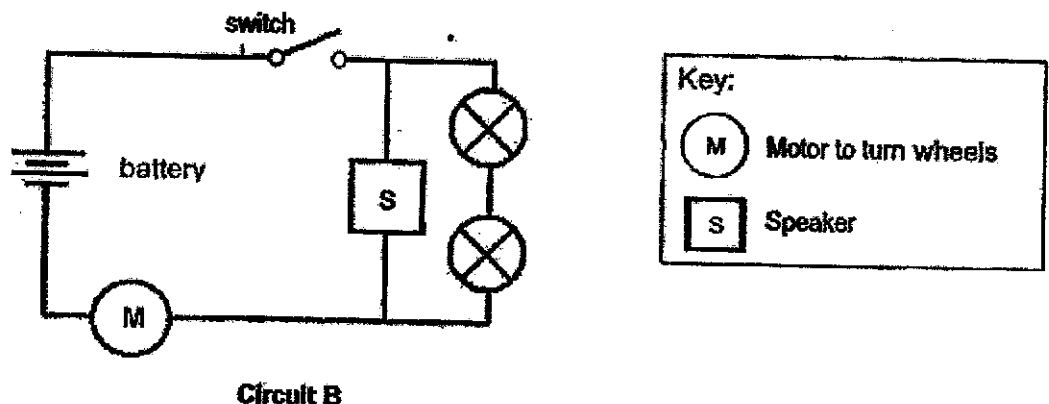 switch
battery
S
M
Circuit B
Key:
M Motor to turn wheels
S Speaker